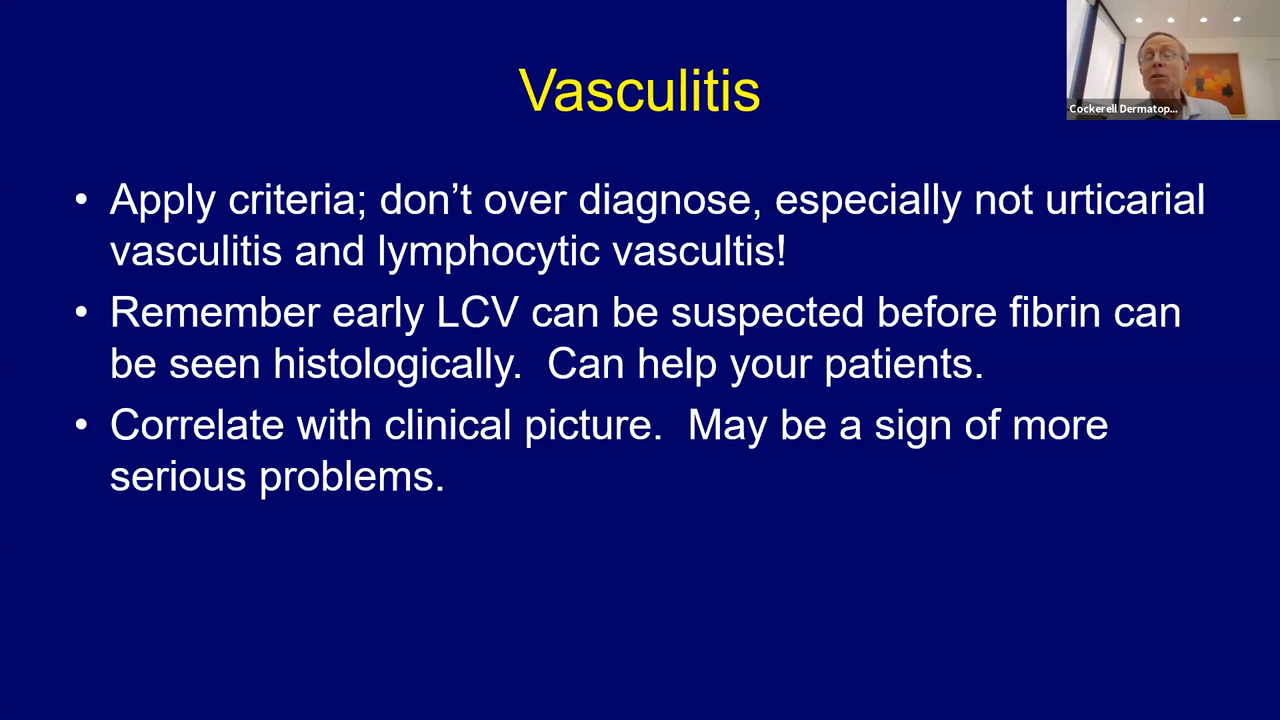 Cockerell Dermatop...
Vasculitis
• Apply criteria; don’t over diagnose, especially not urticarial
vasculitis and lymphocytic vascultis!
• Remember early LCV can be suspected before fibrin can
be seen histologically.  Can help your patients.
• Correlate with clinical picture.  May be a sign of more
serious problems.